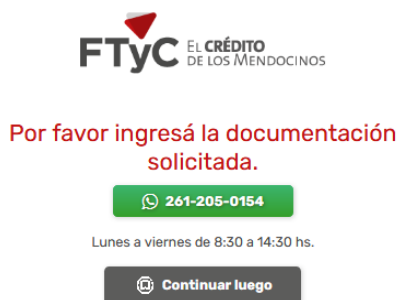 FTyC EL CRÉDITO
DE LOS MENDOCINOS
Por favor ingresá la documentación
solicitada.
261-205-0154
Lunes a viernes de 8:30 a 14:30 hs.
Continuar luego